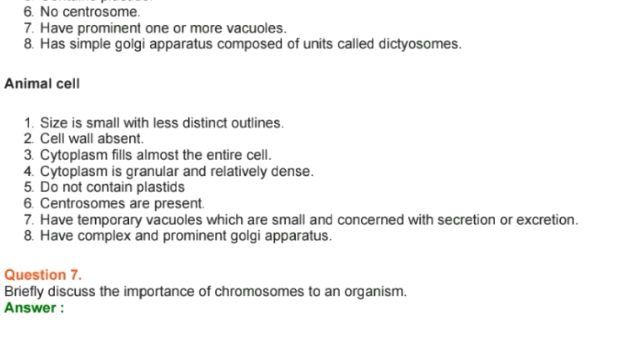 6. No centrosome.
7. Have prominent one or more vacuoles.
8. Has simple golgi apparatus composed of units called dictyosomes.
Animal cell
1. Size is small with less distinct outlines.
2. Cell wall absent.
3. Cytoplasm fills almost the entire cell.
4. Cytoplasm is granular and relatively dense.
5. Do not contain plastids
6. Centrosomes are present.
7. Have temporary vacuoles which are small and concerned with secretion or excretion.
8. Have complex and prominent golgi apparatus.
Question 7.
Briefly discuss the importance of chromosomes to an organism.
Answer :